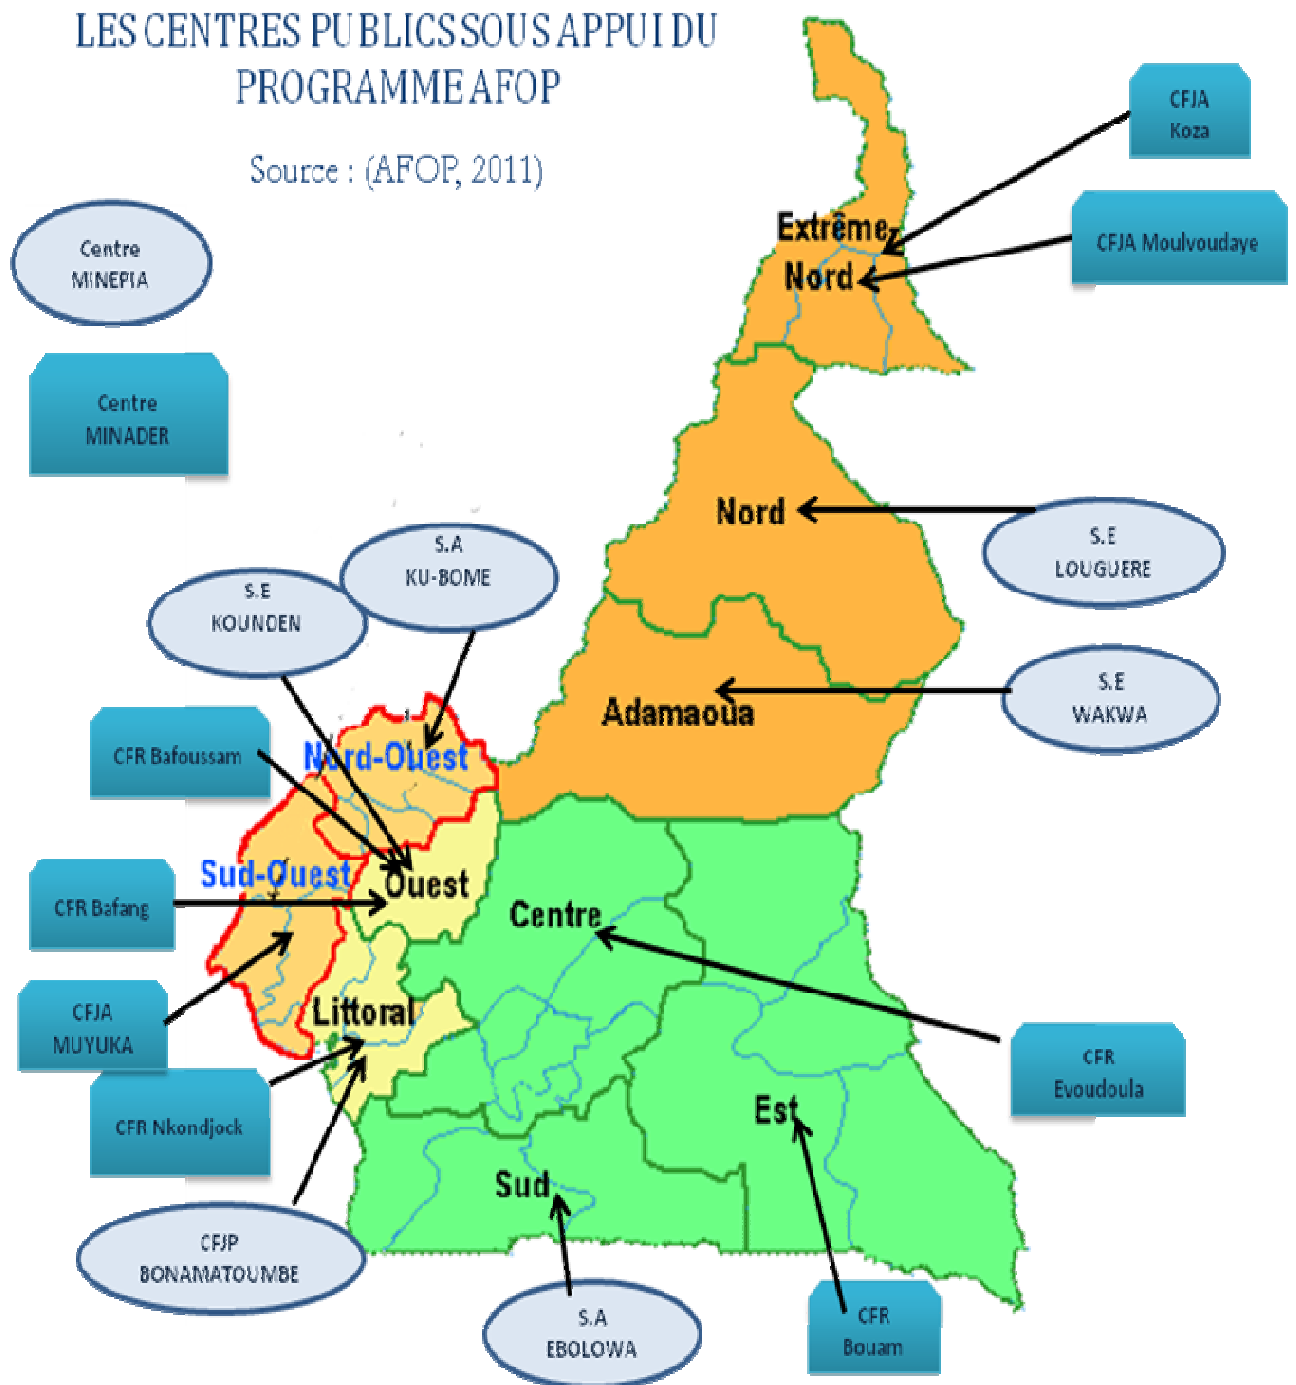 LES CENTRES PUBLICS SOUS APPUI DU
PROGRAMME AFOP
Source : (AFOP, 2011)
CFJA
Koza
Centre
MINEPIA
Extrême-
Nord
CFJA Moulvoudaye
Centre
MINADER
Nord
S.E
LOUGUERE
S.A
KU-BOME
S.E
KOUNDEN
Adamaoua
S.E
WAKWA
CFR Bafoussam
Nord-Ouest
Sud-Ouest
Ouest
CFR Bafang
Centre
CFJA
MUYUKA
Littoral
CFR
Evoudoula
CFR Nkondjock
Est
Sud
CFJP
BONAMATOUMBE
S.A
EBOLOWA
CFR
Bouam